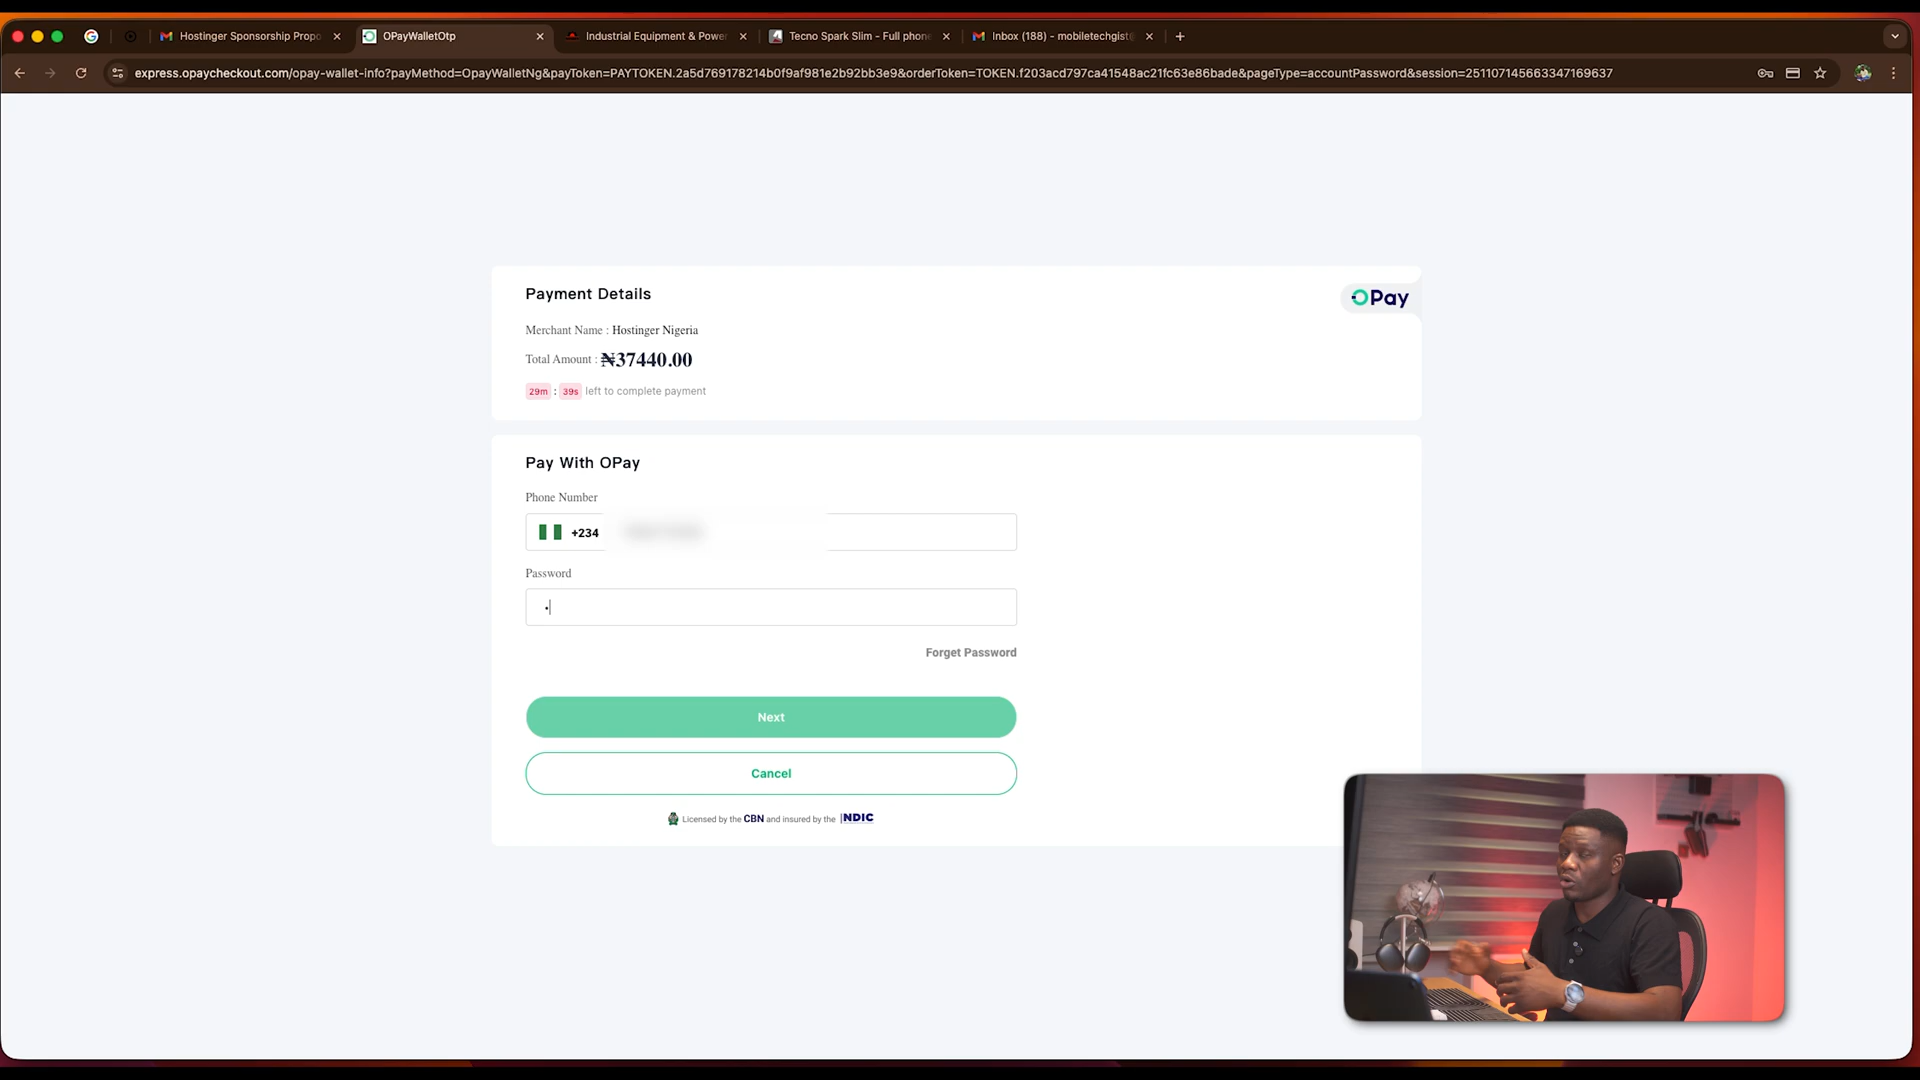 Hostinger Sponsorship Propo
OPayWalletOtp
Industrial Equipment & Power
Tecno Spark Slim - Full phone
Inbox (188) - mobiletechgist@
express.opaycheckout.com/opay-wallet-info?payMethod=OpayWalletNg&payToken=PAYTOKEN.2a5d769178214b0f9af981e2b92bb3e9&orderToken=TOKEN.f203acd797ca41548ac21fc63e86bade&pageType=accountPassword&session=251107145663347169637
Payment Details
OPay
Merchant Name : Hostinger Nigeria
Total Amount : ₦37440.00
29m : 39s left to complete payment
Pay With OPay
Phone Number
+234
Password
Forget Password
Next
Cancel
Licensed by the CBN and insured by the NDIC